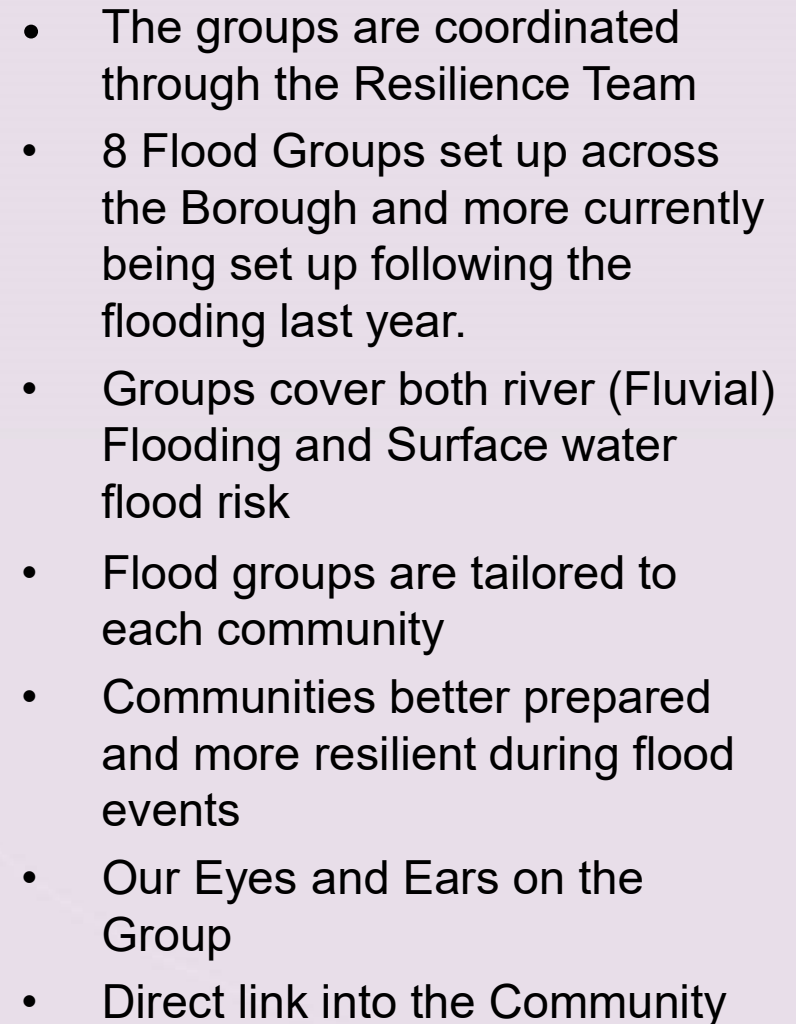 • The groups are coordinated
through the Resilience Team
• 8 Flood Groups set up across
the Borough and more currently
being set up following the
flooding last year.
• Groups cover both river (Fluvial)
Flooding and Surface water
flood risk
• Flood groups are tailored to
each community
• Communities better prepared
and more resilient during flood
events
• Our Eyes and Ears on the
Group
• Direct link into the Community